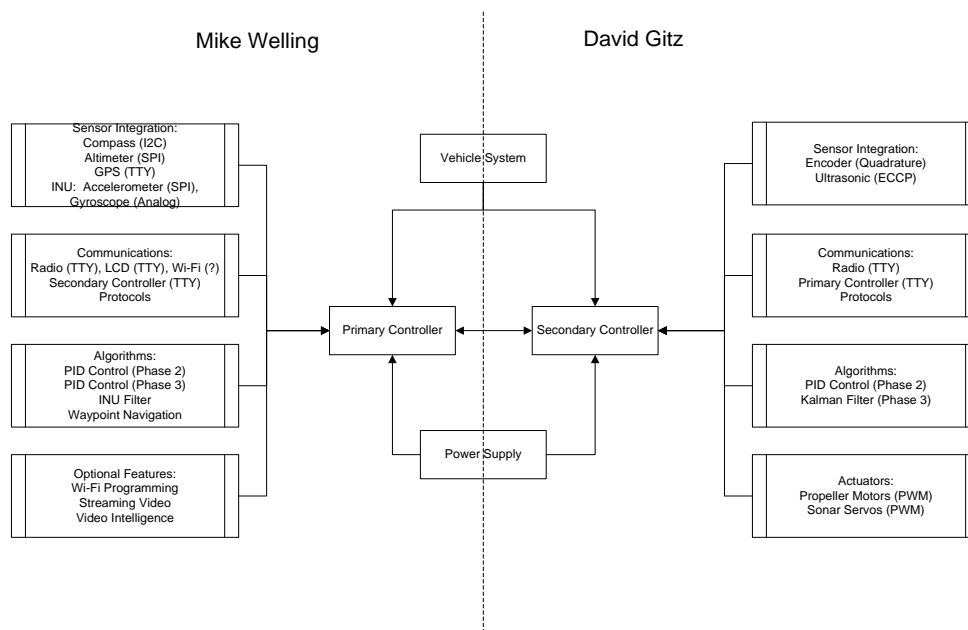 Mike Welling
David Gitz
Sensor Integration:
Compass (I2C)
Altimeter (SPI)
GPS (TTY)
INU:  Accelerometer (SPI),
Gyroscope (Analog)
Communications:
Radio (TTY), LCD (TTY), Wi-Fi (?)
Secondary Controller (TTY)
Protocols
Algorithms:
PID Control (Phase 2)
PID Control (Phase 3)
INU Filter
Waypoint Navigation
Optional Features:
Wi-Fi Programming
Streaming Video
Video Intelligence
Vehicle System
Primary Controller
Secondary Controller
Power Supply
Sensor Integration:
Encoder (Quadrature)
Ultrasonic (ECCP)
Communications:
Radio (TTY)
Primary Controller (TTY)
Protocols
Algorithms:
PID Control (Phase 2)
Kalman Filter (Phase 3)
Actuators:
Propeller Motors (PWM)
Sonar Servos (PWM)